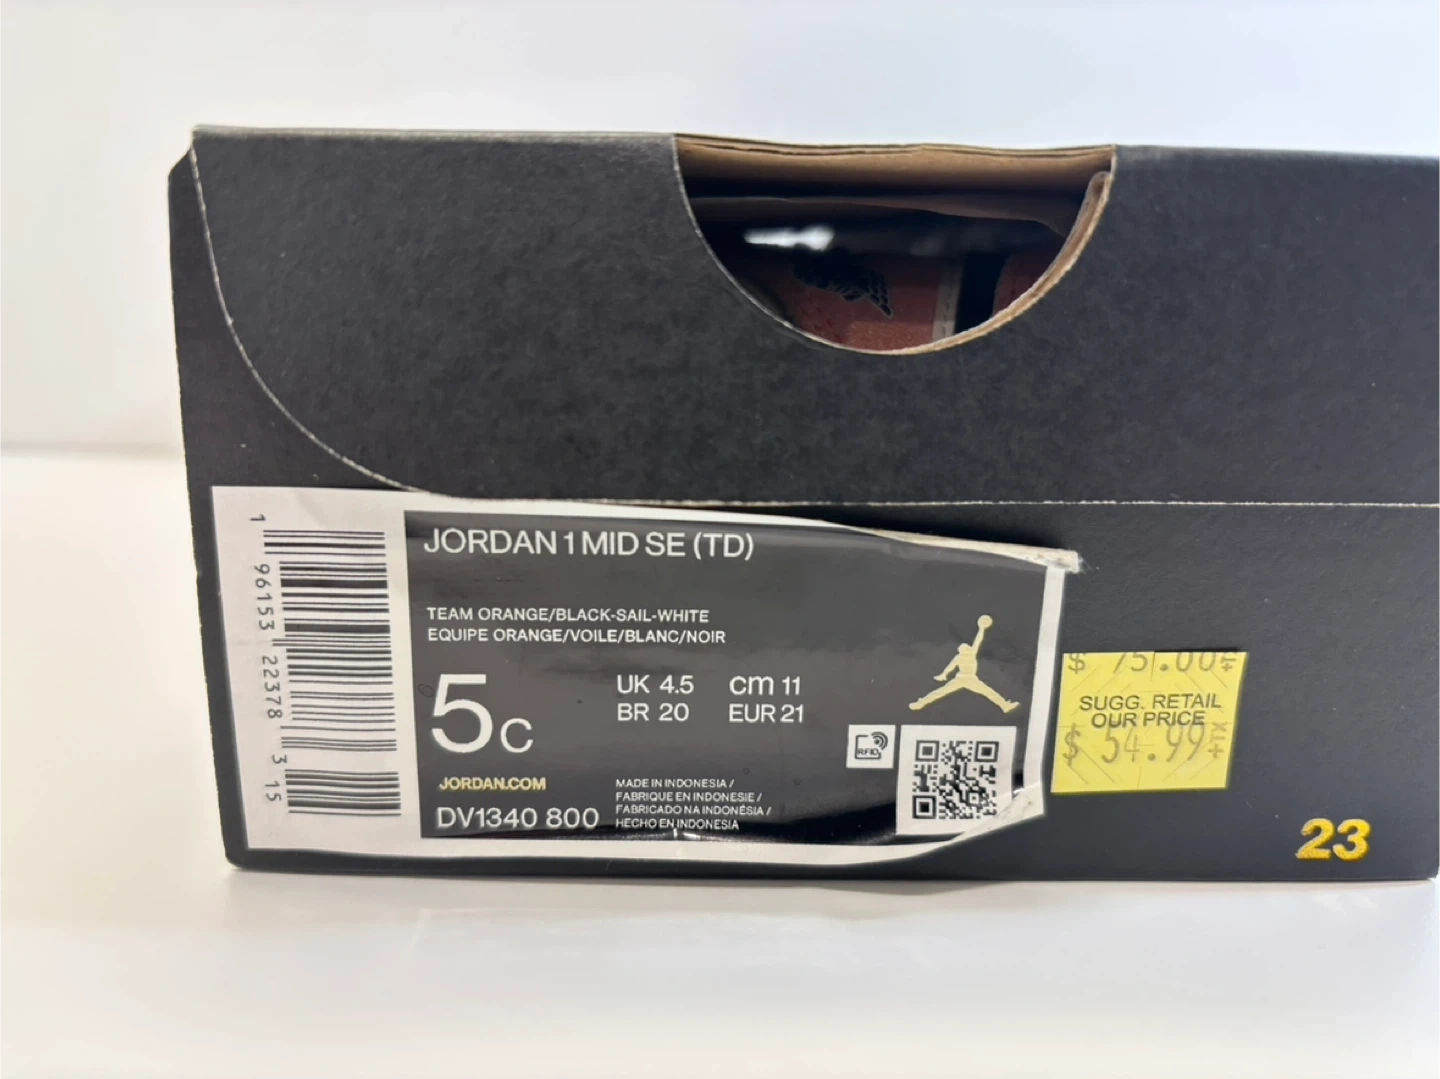 JORDAN 1 MID SE (TD)
TEAM ORANGE/BLACK-SAIL-WHITE
EQUIPE ORANGE/VOILE/BLANC/NOIR
5C
UK 4.5 cm 11
BR 20 EUR 21
JORDAN.COM
DV1340 800
MADE IN INDONESIA /
FABRIQUE EN INDONESIE /
FABRICADO NA INDONÉSIA /
HECHO EN INDONESIA
RFID
1 96153 22378 3 15
$ 75.00
SUGG. RETAIL
OUR PRICE
$ 54.99+TX
23